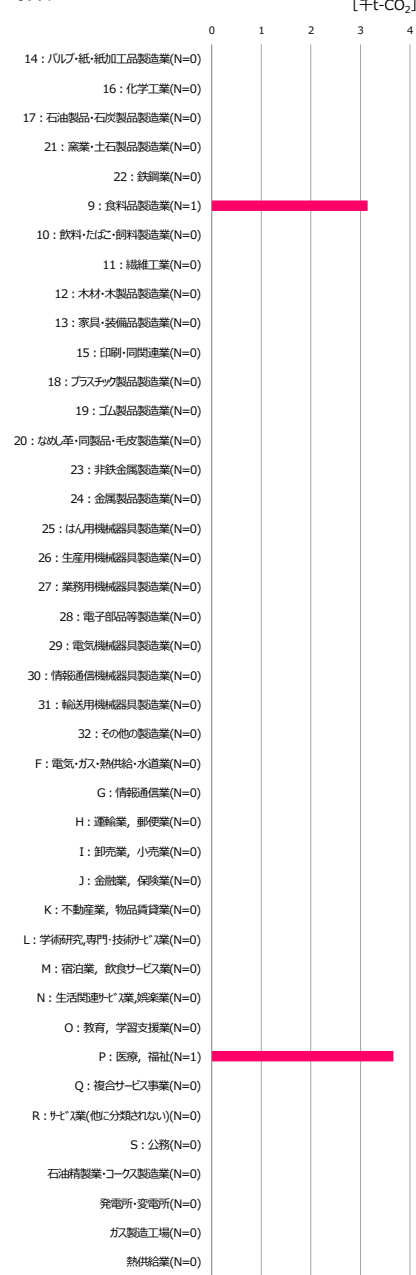 [千t-CO₂]
0 1 2 3 4
14：パルプ・紙・紙加工品製造業(N=0)
16：化学工業(N=0)
17：石油製品・石炭製品製造業(N=0)
21：窯業・土石製品製造業(N=0)
22：鉄鋼業(N=0)
9：食料品製造業(N=1)
10：飲料・たばこ・飼料製造業(N=0)
11：繊維工業(N=0)
12：木材・木製品製造業(N=0)
13：家具・装備品製造業(N=0)
15：印刷・同関連業(N=0)
18：プラスチック製品製造業(N=0)
19：ゴム製品製造業(N=0)
20：なめし革・同製品・毛皮製造業(N=0)
23：非鉄金属製造業(N=0)
24：金属製品製造業(N=0)
25：はん用機械器具製造業(N=0)
26：生産用機械器具製造業(N=0)
27：業務用機械器具製造業(N=0)
28：電子部品等製造業(N=0)
29：電気機械器具製造業(N=0)
30：情報通信機械器具製造業(N=0)
31：輸送用機械器具製造業(N=0)
32：その他の製造業(N=0)
F：電気・ガス・熱供給・水道業(N=0)
G：情報通信業(N=0)
H：運輸業，郵便業(N=0)
I：卸売業，小売業(N=0)
J：金融業，保険業(N=0)
K：不動産業，物品賃貸業(N=0)
L：学術研究,専門・技術ｻｰﾋﾞｽ業(N=0)
M：宿泊業，飲食サービス業(N=0)
N：生活関連ｻｰﾋﾞｽ業,娯楽業(N=0)
O：教育，学習支援業(N=0)
P：医療，福祉(N=1)
Q：複合サービス事業(N=0)
R：ｻｰﾋﾞｽ業(他に分類されない)(N=0)
S：公務(N=0)
石油精製業・コークス製造業(N=0)
発電所・変電所(N=0)
ガス製造工場(N=0)
熱供給業(N=0)